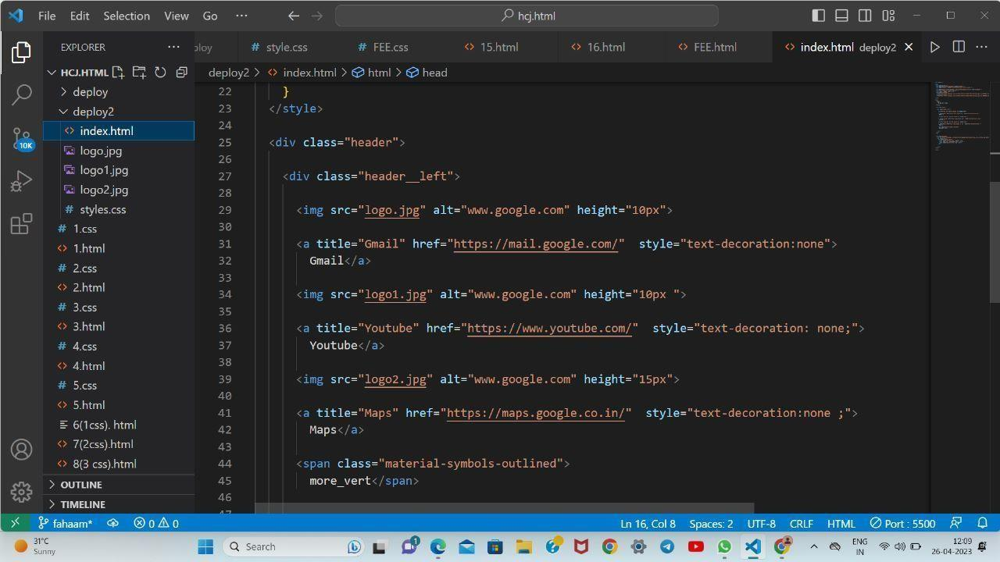 File Edit Selection View Go ··· hcj.html
EXPLORER ···
loy style.css FEE.css 15.html 16.html FEE.html index.html deploy2
HCJ.HTML
deploy2 > index.html > html > head
deploy
deploy2
index.html
logo.jpg
logo1.jpg
logo2.jpg
styles.css
1.css
1.html
2.css
2.html
3.css
3.html
4.css
4.html
5.css
5.html
6(1css). html
7(2css).html
8(3 css).html
OUTLINE
TIMELINE
10K
22 }
23 </style>
24
25 <div class="header">
26
27 <div class="header__left">
28
29 <img src="logo.jpg" alt="www.google.com" height="10px">
30
31 <a title="Gmail" href="https://mail.google.com/"  style="text-decoration:none">
32 Gmail</a>
33
34 <img src="logo1.jpg" alt="www.google.com" height="10px ">
35
36 <a title="Youtube" href="https://www.youtube.com/"  style="text-decoration: none;">
37 Youtube</a>
38
39 <img src="logo2.jpg" alt="www.google.com" height="15px">
40
41 <a title="Maps" href="https://maps.google.co.in/"  style="text-decoration:none ;">
42 Maps</a>
43
44 <span class="material-symbols-outlined">
45 more_vert</span>
46
47
fahaam* 0 0 Ln 16, Col 8 Spaces: 2 UTF-8 CRLF HTML Port : 5500
31°C
Sunny
Search
1
ENG
IN
12:09
26-04-2023